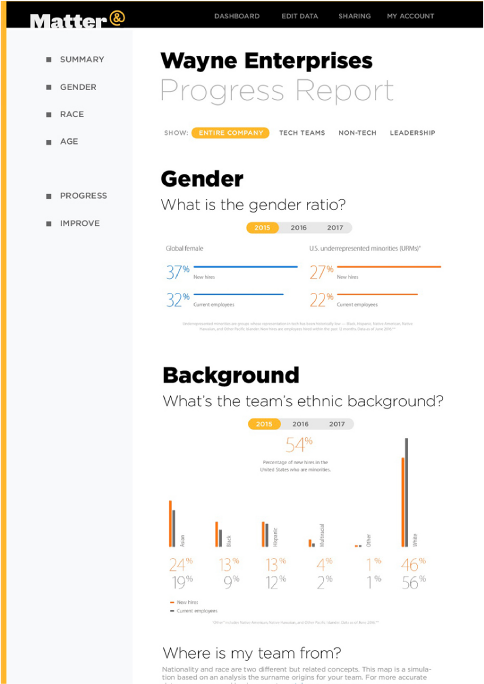 Matter &
DASHBOARD EDIT DATA SHARING MY ACCOUNT
SUMMARY
GENDER
RACE
AGE
PROGRESS
IMPROVE
Wayne Enterprises
Progress Report
SHOW: ENTIRE COMPANY TECH TEAMS NON-TECH LEADERSHIP
Gender
What is the gender ratio?
2015 2016 2017
Global female U.S. underrepresented minorities (URMs)*
37% New hires 27% New hires
32% Current employees 22% Current employees
Background
What's the team's ethnic background?
2015 2016 2017
54%
Percentage of new hires in the
United States who are minorities.
Asian Black Hispanic Multiracial Other White
24% 13% 13% 4% 1% 46%
19% 9% 12% 2% 1% 56%
New hires
Current employees
Where is my team from?
Nationality and race are two different but related concepts. This map is a simula-
tion based on an analysis the surname origins for your team. For more accurate